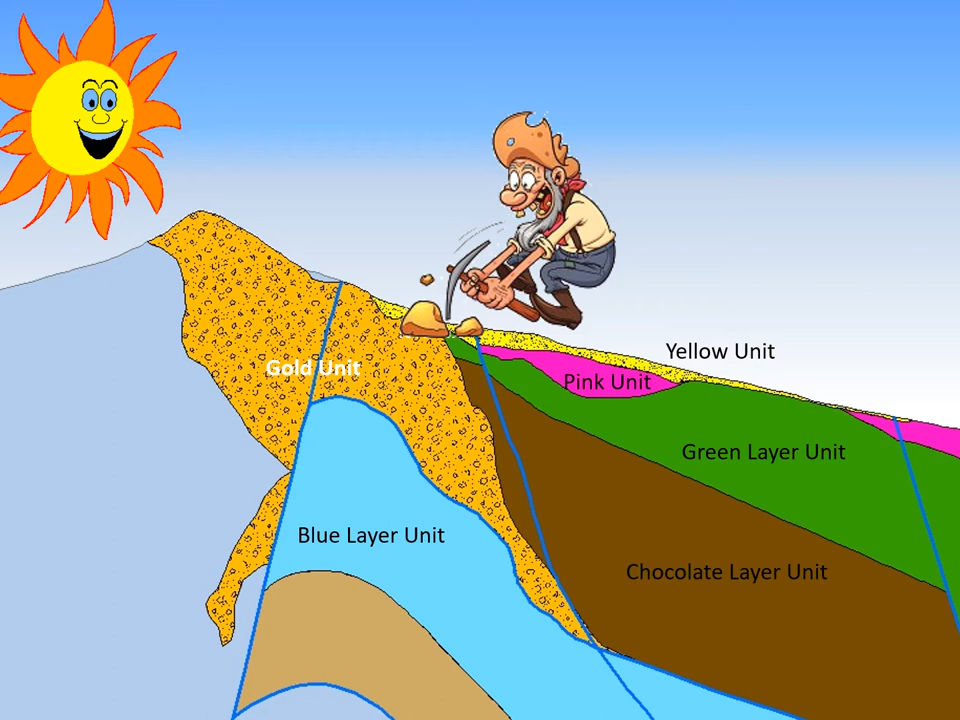 Yellow Unit
Gold Unit
Pink Unit
Green Layer Unit
Blue Layer Unit
Chocolate Layer Unit